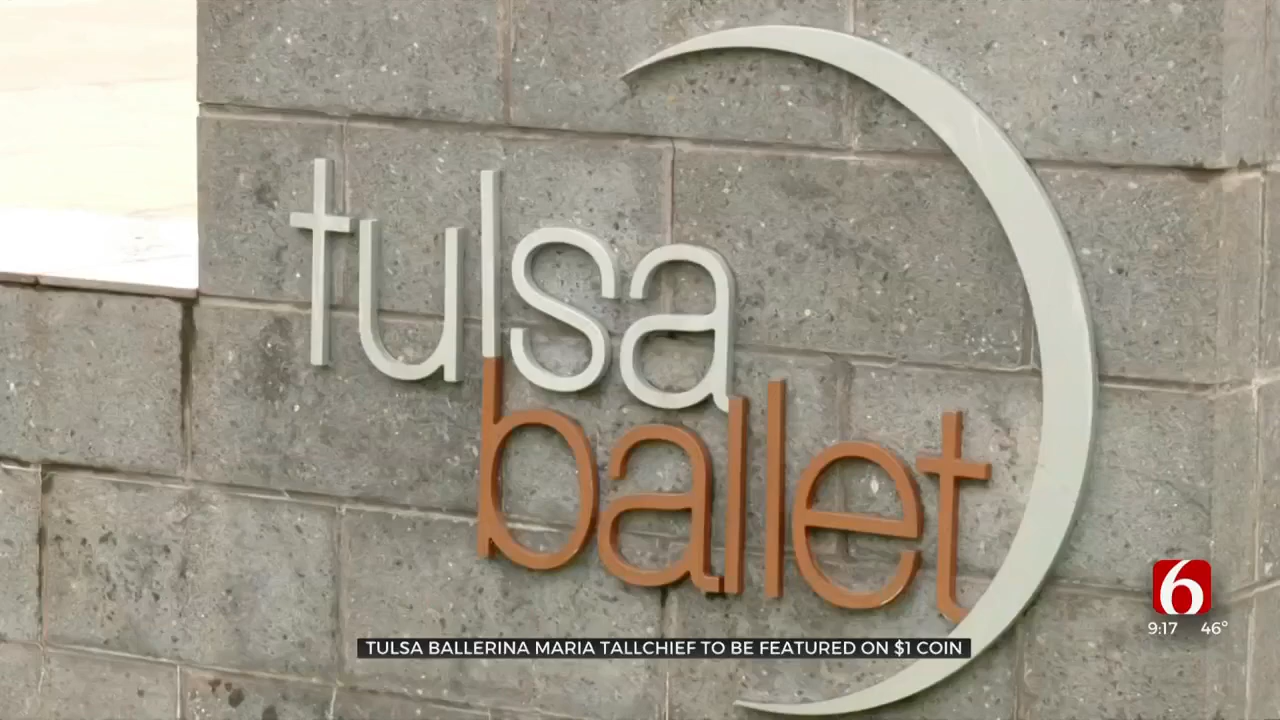 tulsa
ballet
TULSA BALLERINA MARIA TALLCHIEF TO BE FEATURED ON $1 COIN
6
9:17 46°